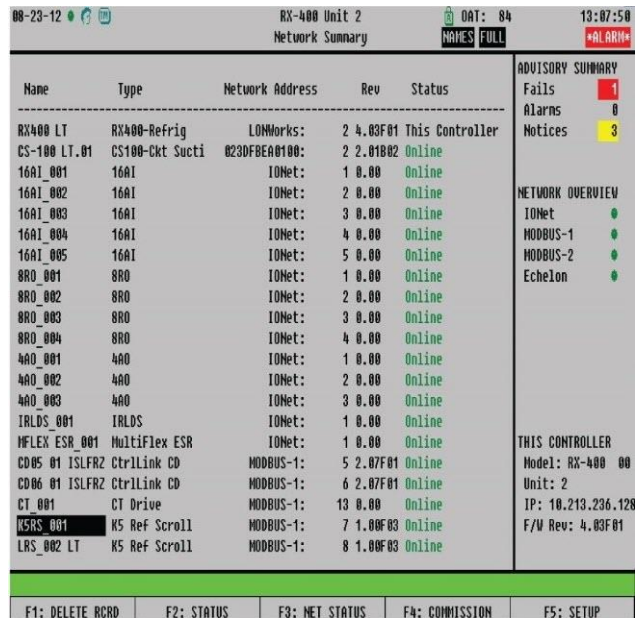 08-23-12 RX-400 Unit 2 OAT: 84 13:07:50
Network Summary NAMES FULL *ALARM*
ADVISORY SUMMARY
Name Type Network Address Rev Status Fails 1
Alarms 0
RX400 LT RX400-Refrig LONWorks: 2 4.03F01 This Controller Notices 3
CS-100 LT.01 CS100-Ckt Sucti 023DFBEA0100: 2 2.01B02 Online
16AI_001 16AI IONet: 1 0.00 Online
16AI_002 16AI IONet: 2 0.00 Online
16AI_003 16AI IONet: 3 0.00 Online NETWORK OVERVIEW
16AI_004 16AI IONet: 4 0.00 Online IONet
16AI_005 16AI IONet: 5 0.00 Online MODBUS-1
8RO_001 8RO IONet: 1 0.00 Online MODBUS-2
8RO_002 8RO IONet: 2 0.00 Online Echelon
8RO_003 8RO IONet: 3 0.00 Online
8RO_004 8RO IONet: 4 0.00 Online
4AO_001 4AO IONet: 1 0.00 Online
4AO_002 4AO IONet: 2 0.00 Online
4AO_003 4AO IONet: 3 0.00 Online
IRLDS_001 IRLDS IONet: 1 0.00 Online
MFLEX ESR_001 MultiFlex ESR IONet: 1 0.00 Online THIS CONTROLLER
CD05 01 ISLFRZ CtrlLink CD MODBUS-1: 5 2.07F01 Online Model: RX-400 00
CD06 01 ISLFRZ CtrlLink CD MODBUS-1: 6 2.07F01 Online Unit: 2
CT_001 CT Drive MODBUS-1: 13 0.00 Online IP: 10.213.236.128
K5RS_001 K5 Ref Scroll MODBUS-1: 7 1.00F03 Online F/W Rev: 4.03F01
LRS_002 LT K5 Ref Scroll MODBUS-1: 8 1.00F03 Online
F1: DELETE RCRD F2: STATUS F3: NET STATUS F4: COMMISSION F5: SETUP